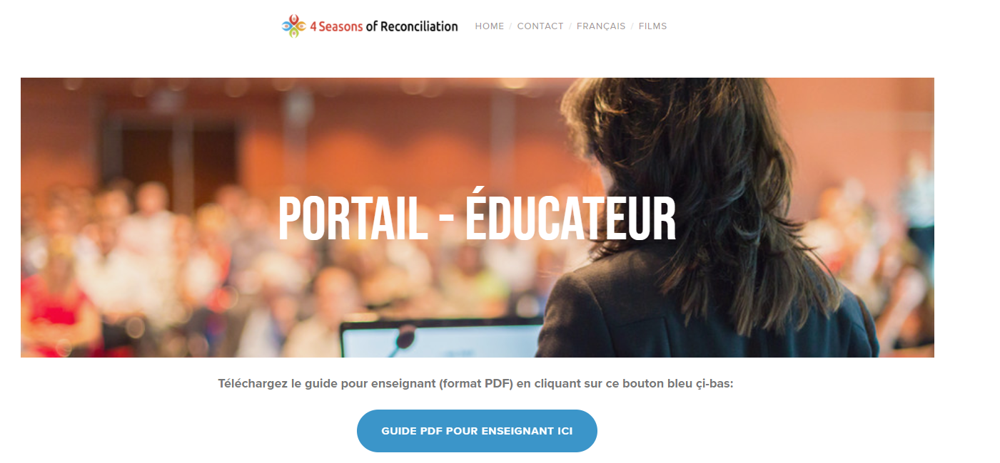 4 Seasons of Reconciliation
HOME / CONTACT / FRANÇAIS / FILMS
PORTAIL - ÉDUCATEUR
Téléchargez le guide pour enseignant (format PDF) en cliquant sur ce bouton bleu çi-bas:
GUIDE PDF POUR ENSEIGNANT ICI